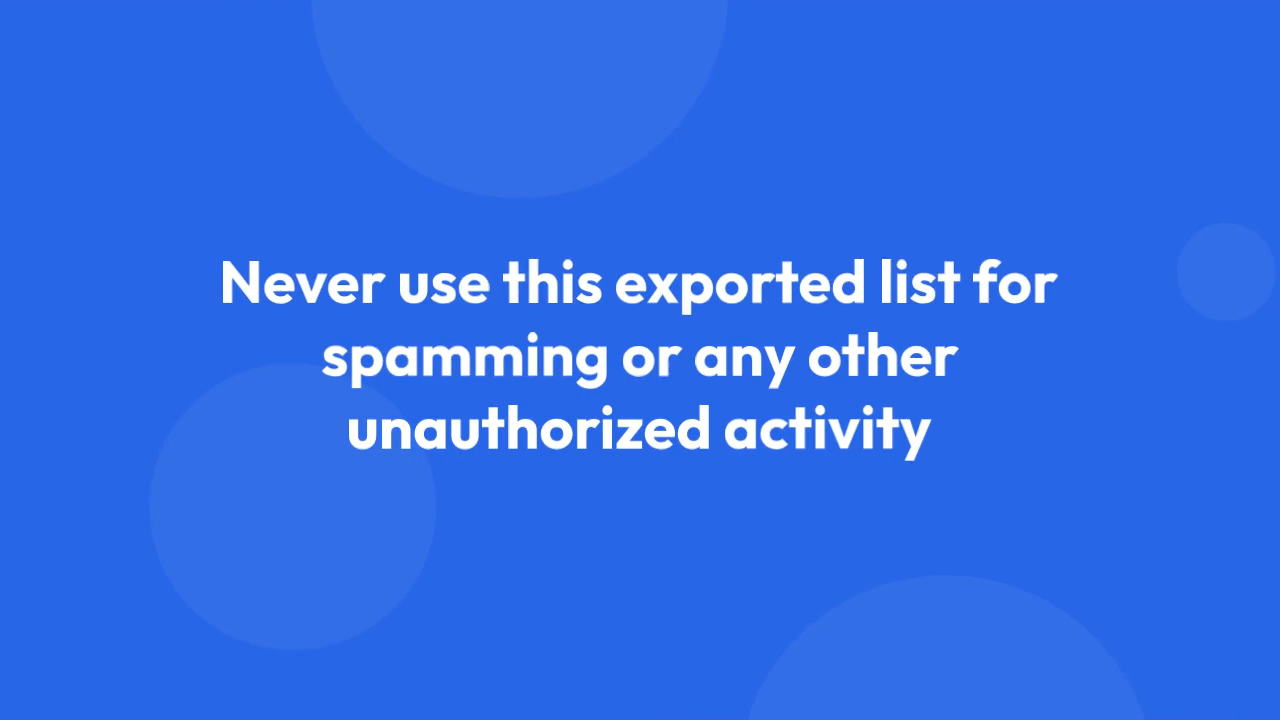 Never use this exported list for
spamming or any other
unauthorized activity